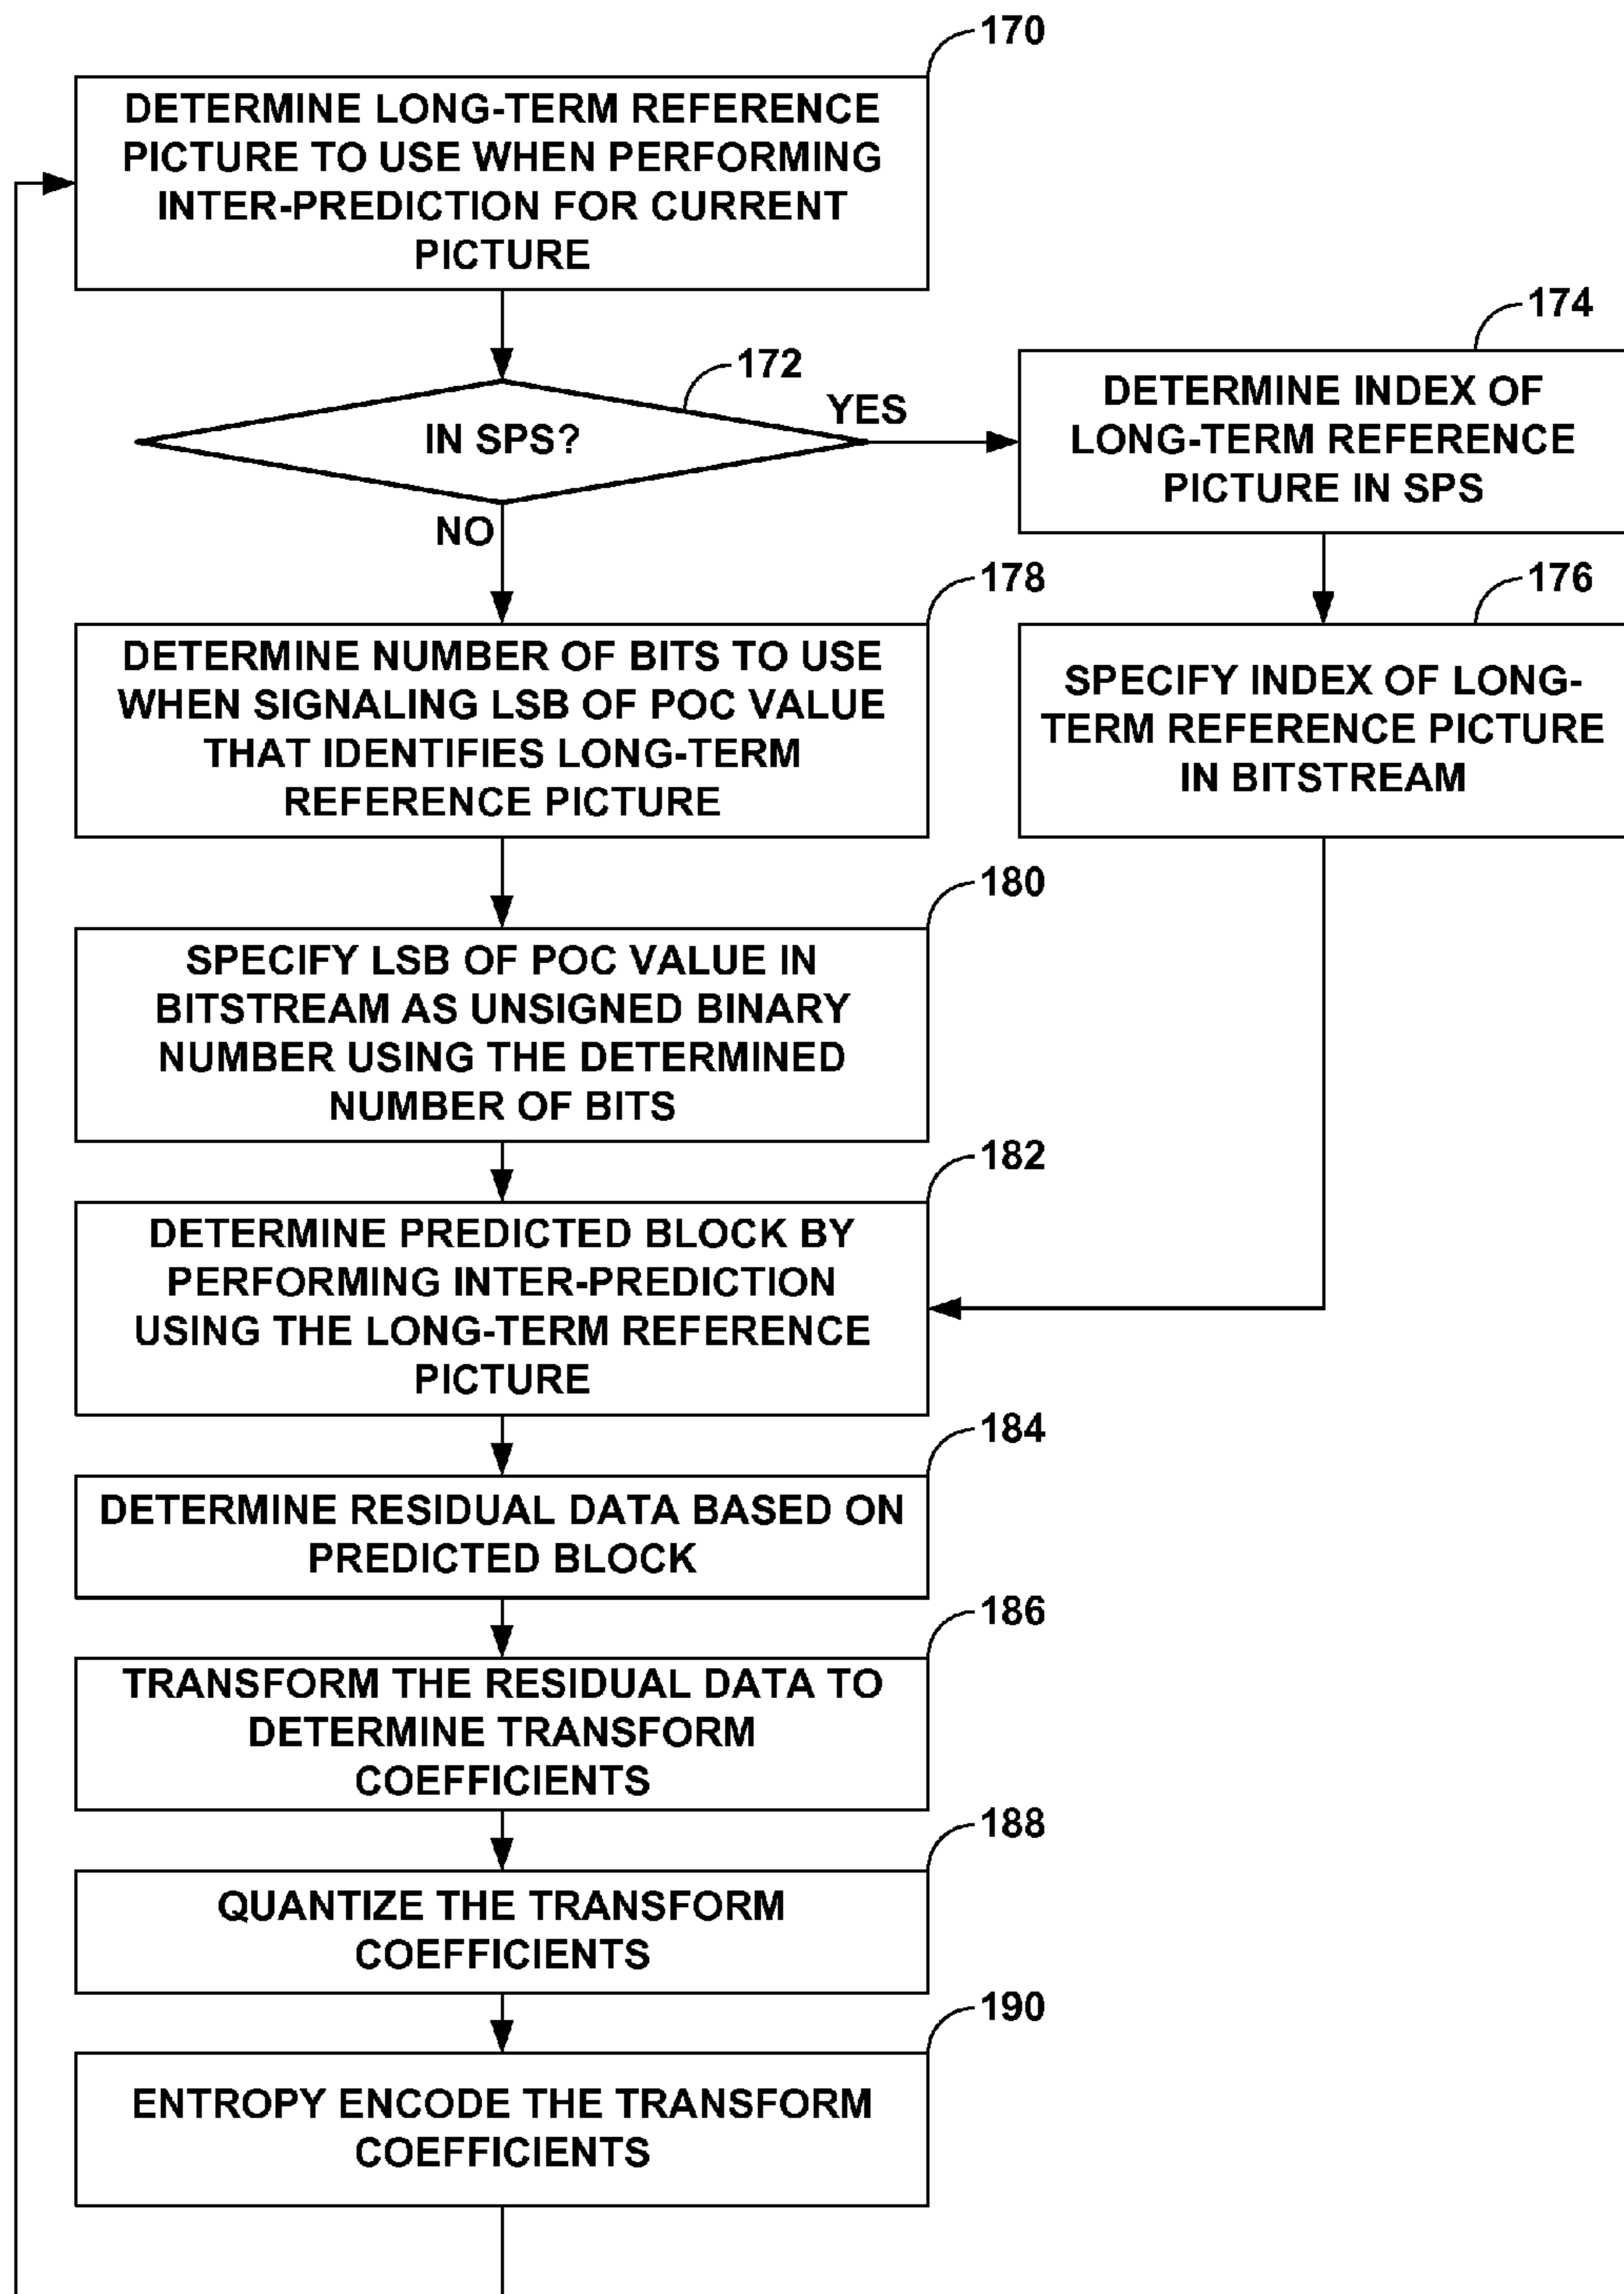 170
DETERMINE LONG-TERM REFERENCE
PICTURE TO USE WHEN PERFORMING
INTER-PREDICTION FOR CURRENT
PICTURE
172
IN SPS?
YES
NO
174
DETERMINE INDEX OF
LONG-TERM REFERENCE
PICTURE IN SPS
176
SPECIFY INDEX OF LONG-
TERM REFERENCE PICTURE
IN BITSTREAM
178
DETERMINE NUMBER OF BITS TO USE
WHEN SIGNALING LSB OF POC VALUE
THAT IDENTIFIES LONG-TERM
REFERENCE PICTURE
180
SPECIFY LSB OF POC VALUE IN
BITSTREAM AS UNSIGNED BINARY
NUMBER USING THE DETERMINED
NUMBER OF BITS
182
DETERMINE PREDICTED BLOCK BY
PERFORMING INTER-PREDICTION
USING THE LONG-TERM REFERENCE
PICTURE
184
DETERMINE RESIDUAL DATA BASED ON
PREDICTED BLOCK
186
TRANSFORM THE RESIDUAL DATA TO
DETERMINE TRANSFORM
COEFFICIENTS
188
QUANTIZE THE TRANSFORM
COEFFICIENTS
190
ENTROPY ENCODE THE TRANSFORM
COEFFICIENTS